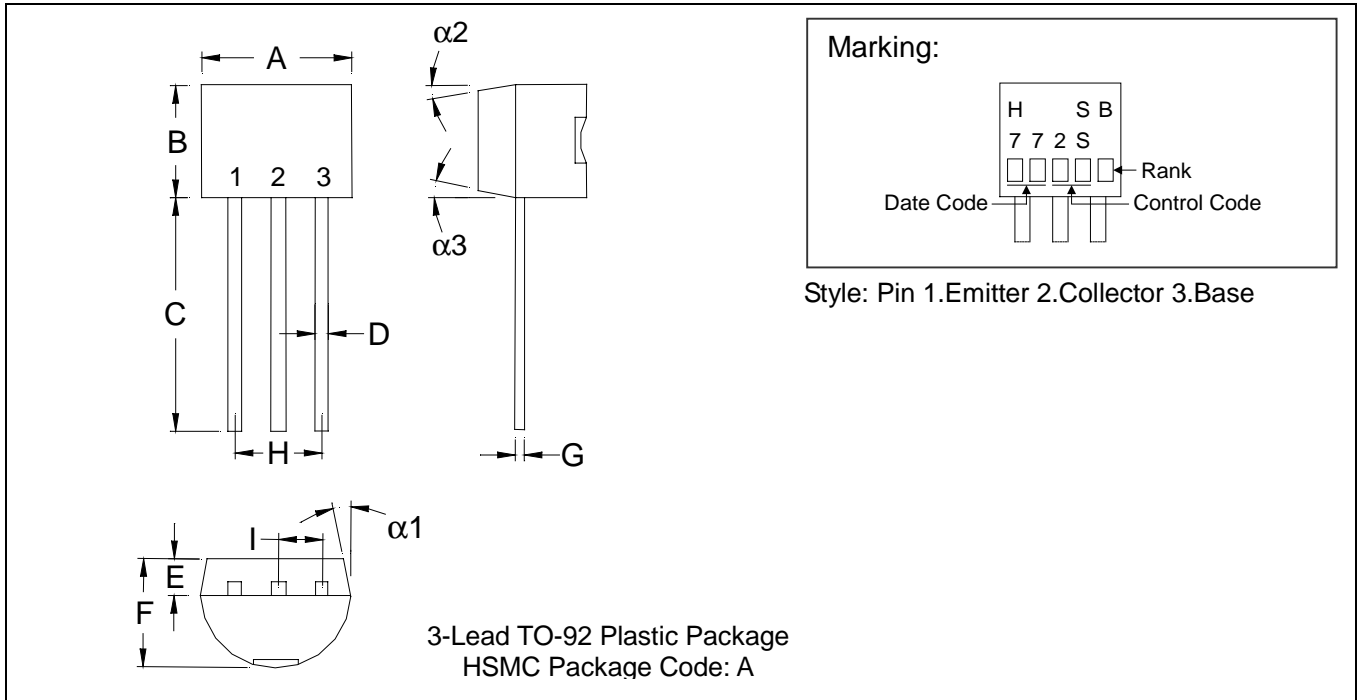 α2
A
B
1 2 3
C
D
α3
H
G
α1
I
E
F
3-Lead TO-92 Plastic Package
HSMC Package Code: A
Marking:
H S B
7 7 2 S
Rank
Date Code
Control Code
Style: Pin 1.Emitter 2.Collector 3.Base